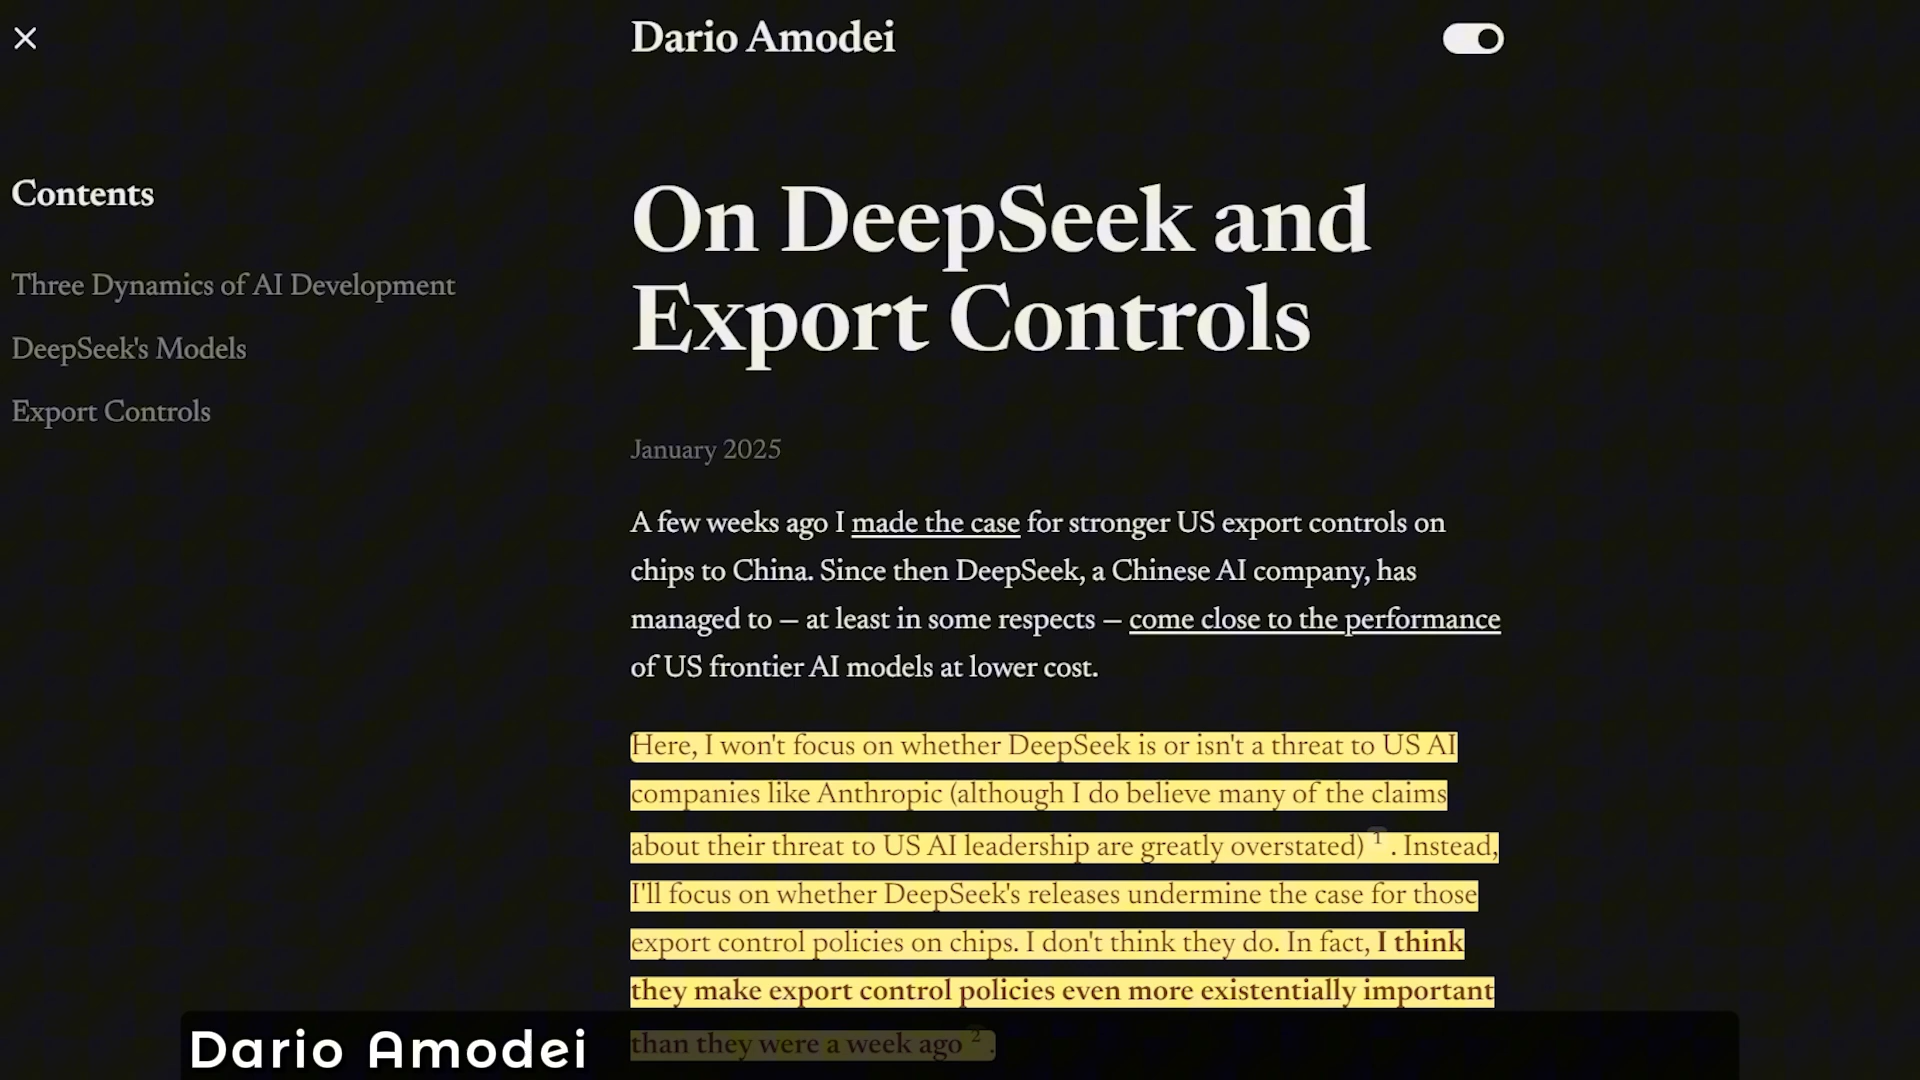 Dario Amodei
Contents
Three Dynamics of AI Development
DeepSeek's Models
Export Controls
On DeepSeek and
Export Controls
January 2025
A few weeks ago I made the case for stronger US export controls on
chips to China. Since then DeepSeek, a Chinese AI company, has
managed to — at least in some respects — come close to the performance
of US frontier AI models at lower cost.
Here, I won't focus on whether DeepSeek is or isn't a threat to US AI
companies like Anthropic (although I do believe many of the claims
about their threat to US AI leadership are greatly overstated) 1 . Instead,
I'll focus on whether DeepSeek's releases undermine the case for those
export control policies on chips. I don't think they do. In fact, I think
they make export control policies even more existentially important
than they were a week ago 2 .
Dario Amodei